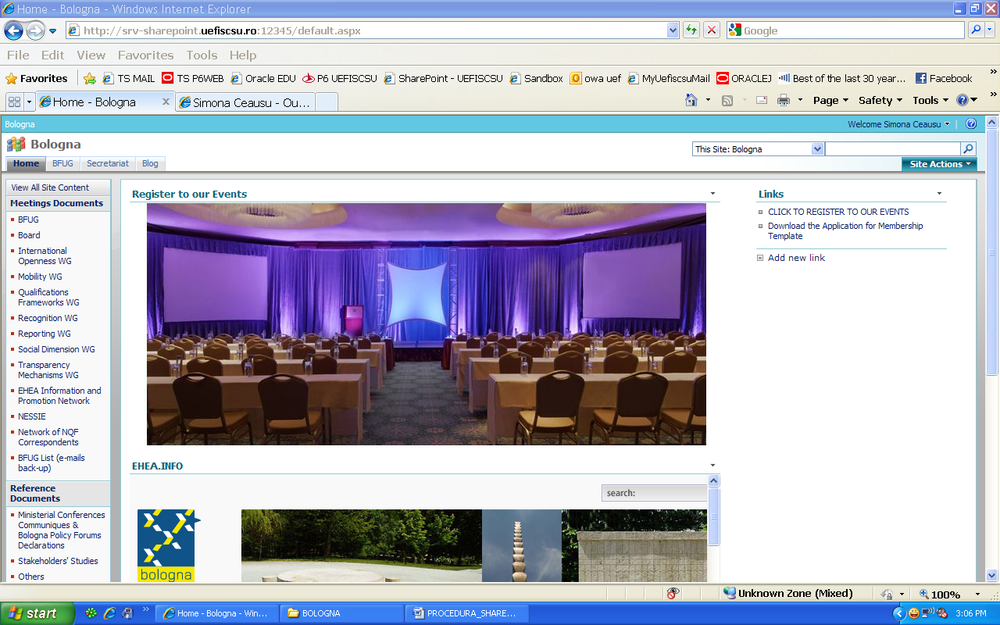 Home - Bologna - Windows Internet Explorer
http://srv-sharepoint.uefiscsu.ro:12345/default.aspx
Google
File Edit View Favorites Tools Help
Favorites TS MAIL TS P6WEB Oracle EDU P6 UEFISCSU SharePoint - UEFISCSU Sandbox owa uef MyUefiscsuMail ORACLEJ Best of the last 30 year... Facebook »
Home - Bologna x Simona Ceausu - Ou... Page Safety Tools »
Bologna Welcome Simona Ceausu
Bologna
This Site: Bologna
Home BFUG Secretariat Blog
Site Actions
View All Site Content
Meetings Documents
BFUG
Board
International
Openness WG
Mobility WG
Qualifications
Frameworks WG
Recognition WG
Reporting WG
Social Dimension WG
Transparency
Mechanisms WG
EHEA Information and
Promotion Network
NESSIE
Network of NQF
Correspondents
BFUG List (e-mails
back-up)
Reference
Documents
Ministerial Conferences
Communiques &
Bologna Policy Forums
Declarations
Stakeholders' Studies
Others
Register to our Events
EHEA.INFO
search:
bologna
Links
CLICK TO REGISTER TO OUR EVENTS
Download the Application for Membership
Template
Add new link
Unknown Zone (Mixed) 100%
start » Home - Bologna - Win... BOLOGNA PROCEDURA_SHARE... 3:06 PM